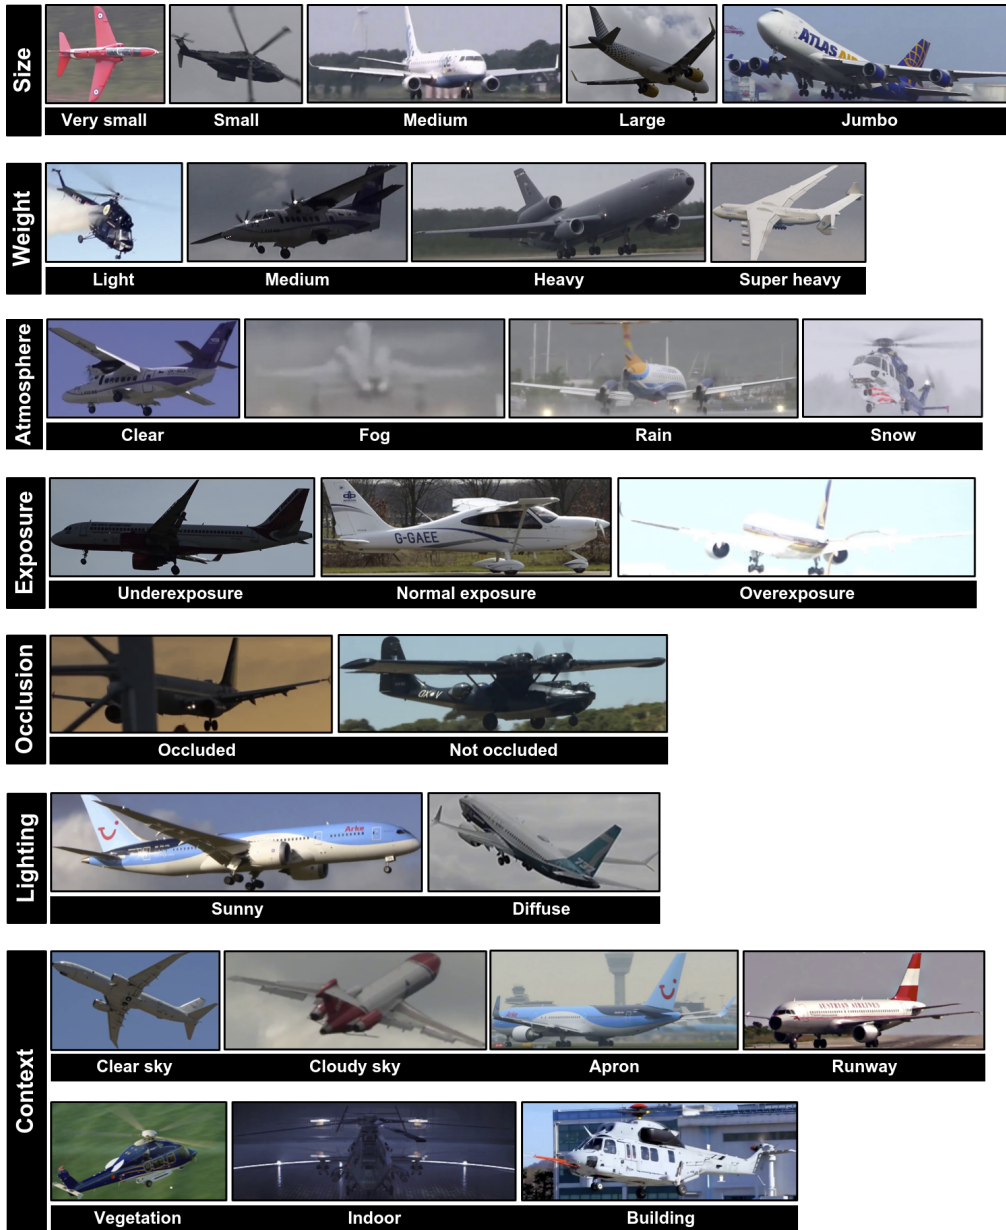 Size
ATLAS AIR
Very small
Small
Medium
Large
Jumbo
Weight
Light
Medium
Heavy
Super heavy
Atmosphere
Clear
Fog
Rain
Snow
Exposure
G-GAEE
Underexposure
Normal exposure
Overexposure
Occlusion
Occluded
Not occluded
Lighting
Arke
Sunny
Diffuse
Context
AUSTRIAN AIRLINES
Clear sky
Cloudy sky
Apron
Runway
Vegetation
Indoor
Building